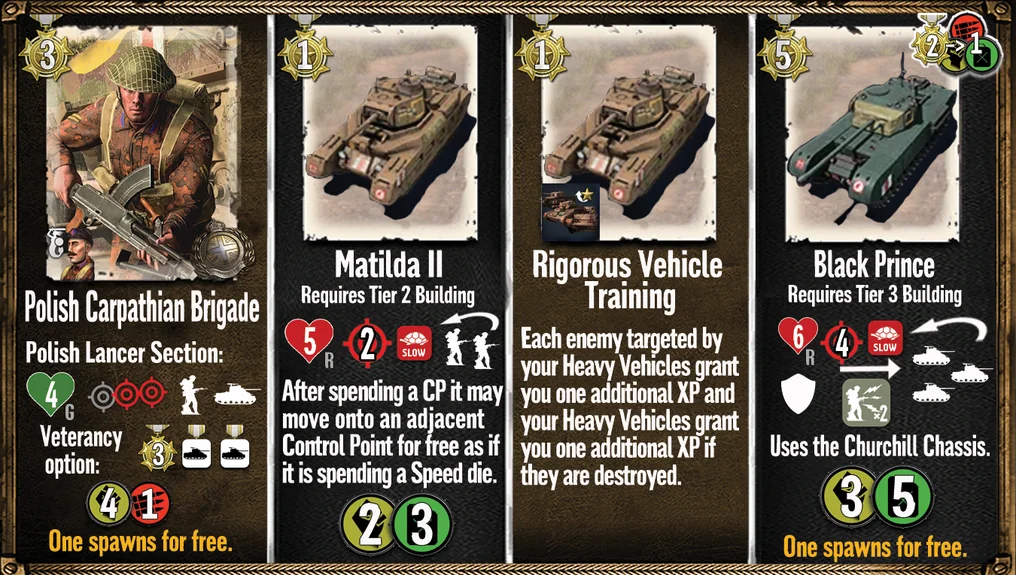 3
Polish Carpathian Brigade
Polish Lancer Section:
4
G
Veterancy
option:
3
4 1
One spawns for free.
1
Matilda II
Requires Tier 2 Building
5
R
2
SLOW
After spending a CP it may
move onto an adjacent
Control Point for free as if
it is spending a Speed die.
2 3
1
Rigorous Vehicle
Training
Each enemy targeted by
your Heavy Vehicles grant
you one additional XP and
your Heavy Vehicles grant
you one additional XP if
they are destroyed.
5
2->1
Black Prince
Requires Tier 3 Building
6
R
4
SLOW
x2
Uses the Churchill Chassis.
3 5
One spawns for free.